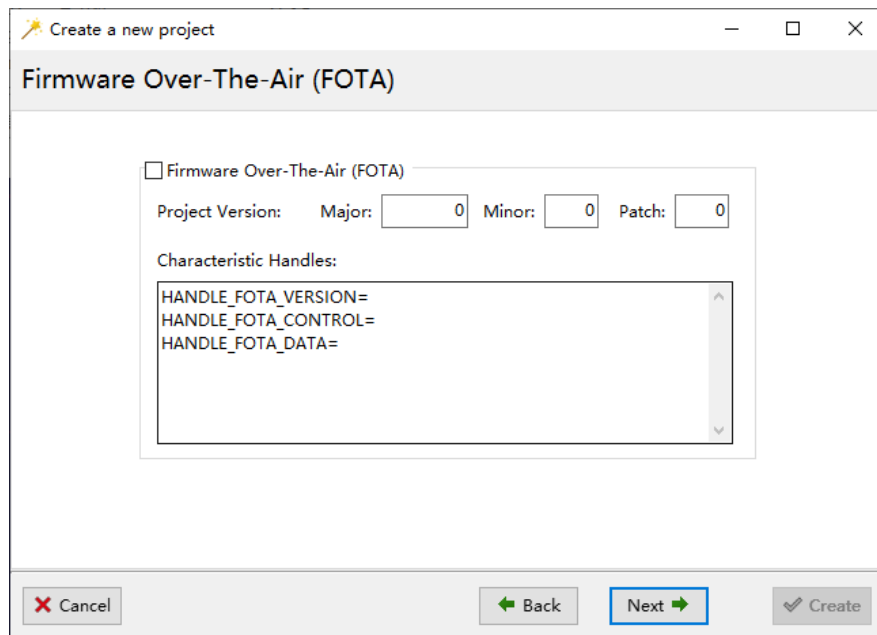 Create a new project
Firmware Over-The-Air (FOTA)
Firmware Over-The-Air (FOTA)
Project Version: Major: 0 Minor: 0 Patch: 0
Characteristic Handles:
HANDLE_FOTA_VERSION=
HANDLE_FOTA_CONTROL=
HANDLE_FOTA_DATA=
Cancel Back Next Create